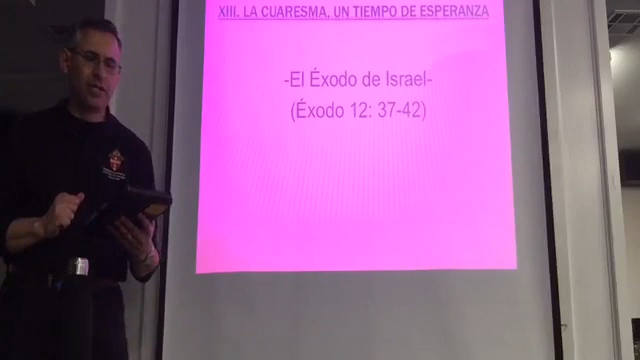 XIII. LA CUARESMA, UN TIEMPO DE ESPERANZA
-El Éxodo de Israel-
(Éxodo 12: 37-42)